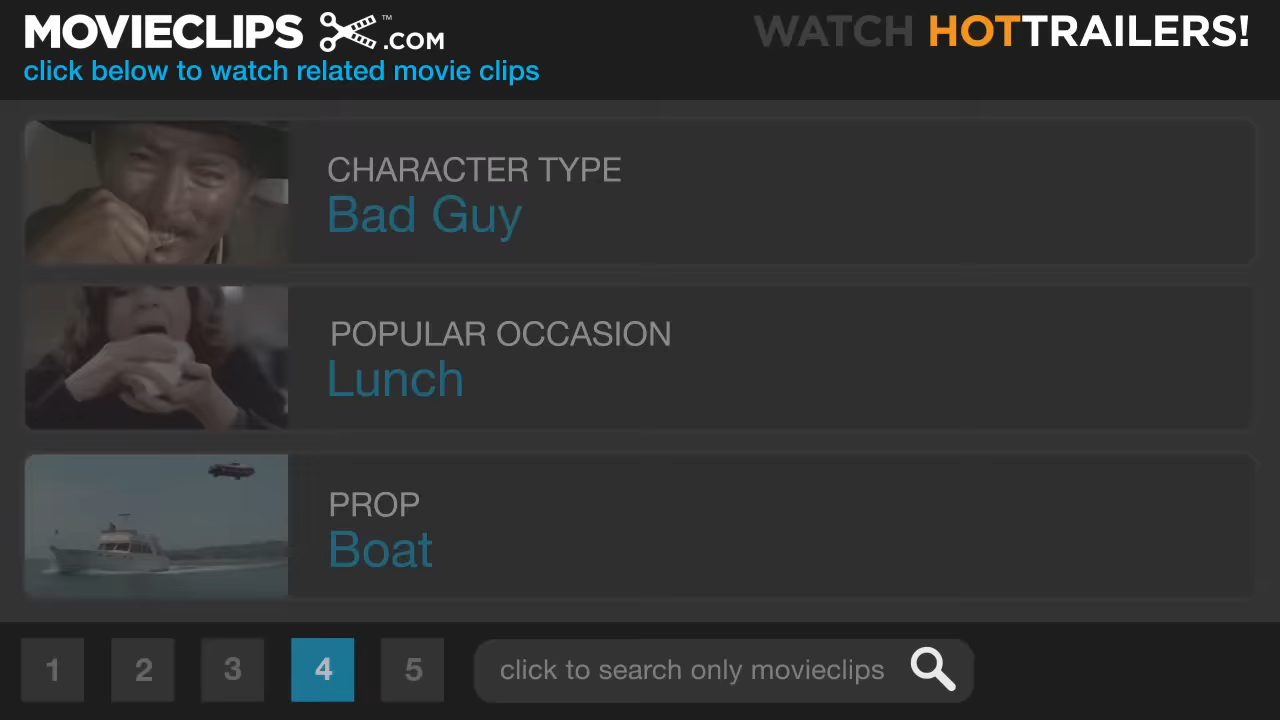 MOVIECLIPS ™ .COM
WATCH HOTTRAILERS!
click below to watch related movie clips
CHARACTER TYPE
Bad Guy
POPULAR OCCASION
Lunch
PROP
Boat
1 2 3 4 5
click to search only movieclips